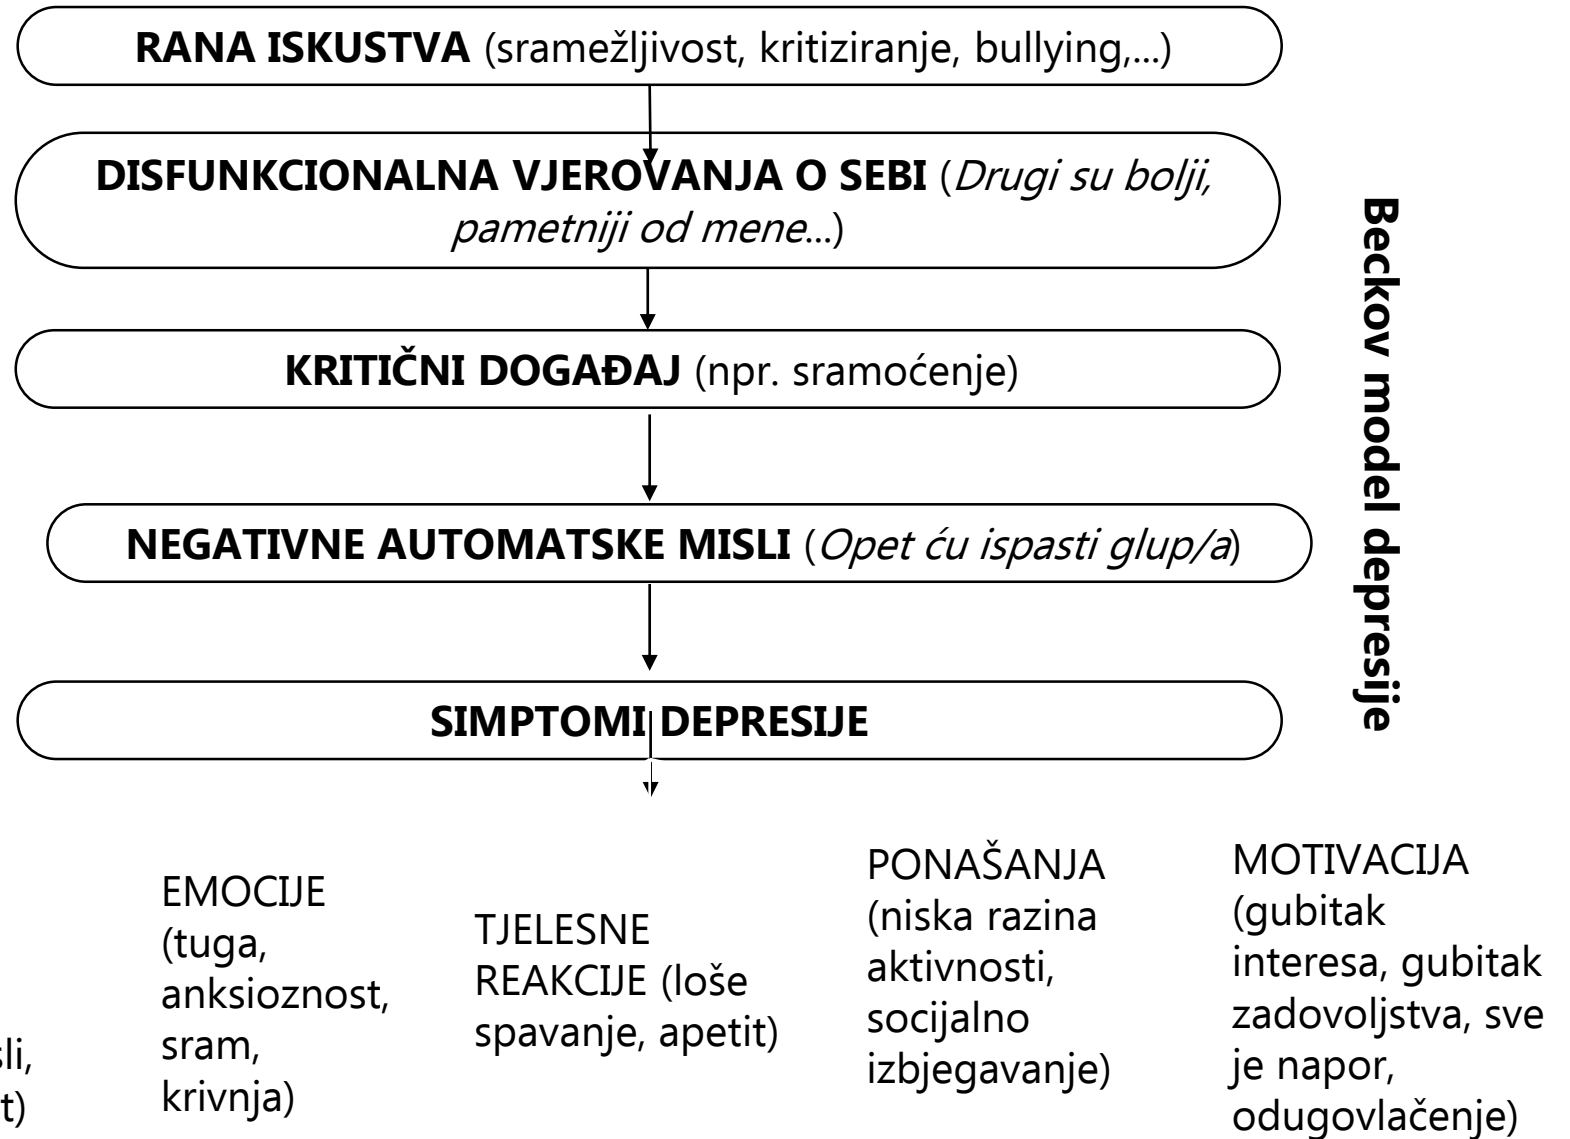 RANA ISKUSTVA (sramežljivost, kritiziranje, bullying,...)
DISFUNKCIONALNA VJEROVANJA O SEBI (Drugi su bolji,
pametniji od mene...)
KRITIČNI DOGAĐAJ (npr. sramoćenje)
NEGATIVNE AUTOMATSKE MISLI (Opet ću ispasti glup/a)
SIMPTOMI DEPRESIJE
Beckov model depresije
EMOCIJE
(tuga,
anksioznost,
sram,
krivnja)
TJELESNE
REAKCIJE (loše
spavanje, apetit)
PONAŠANJA
(niska razina
aktivnosti,
socijalno
izbjegavanje)
MOTIVACIJA
(gubitak
interesa, gubitak
zadovoljstva, sve
je napor,
odugovlačenje)